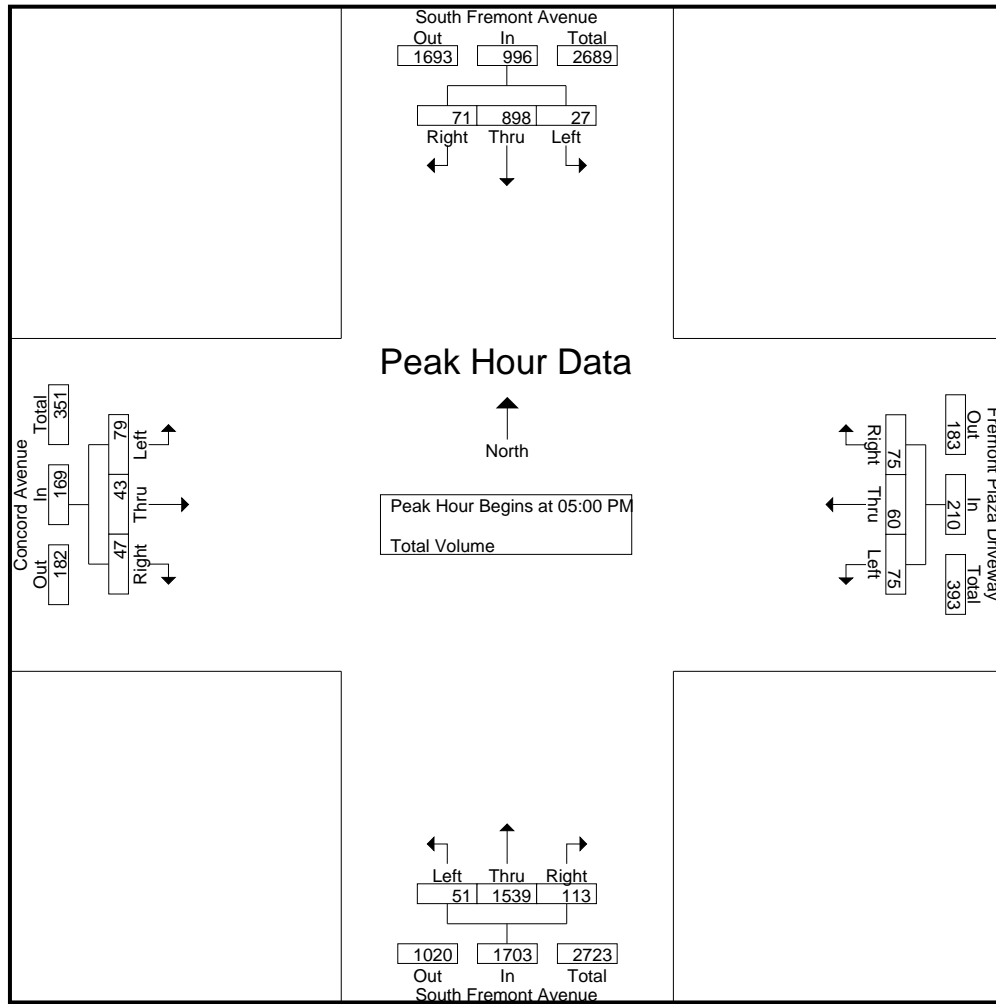 South Fremont Avenue
Out In Total
1693 996 2689
71 898 27
Right Thru Left
Peak Hour Data
North
Peak Hour Begins at 05:00 PM
Total Volume
Concord Avenue
Out In Total
182 169 351
47 43 79
Right Thru Left
Fremont Plaza Driveway
Out In Total
183 210 393
75 60 75
Right Thru Left
Left Thru Right
51 1539 113
1020 1703 2723
Out In Total
South Fremont Avenue